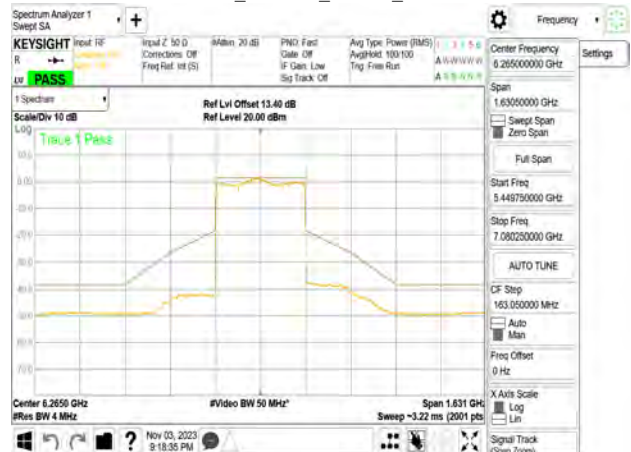 Spectrum Analyzer 1
Swept SA
Frequency
KEYSIGHT Input: RF
R
LV PASS
Input Z: 50 Ω
Corrections: Off
Freq Ref: Int (S)
#Atten: 20 dB
PNO: Fast
Gate: Off
IF Gain: Low
Sig Track: Off
Avg Type: Power (RMS)
Avg|Hold: 100/100
Trig: Free Run
1 Spectrum
Scale/Div 10 dB
Ref Lvl Offset 13.40 dB
Ref Level 20.00 dBm
Log
Trace 1 Pass
Center 6.2650 GHz
#Res BW 4 MHz
#Video BW 50 MHz*
Span 1.631 GHz
Sweep ~3.22 ms (2001 pts
Nov 03, 2023
9:18:35 PM
?
Center Frequency
6.265000000 GHz
Settings
Span
1.63050000 GHz
Swept Span
Zero Span
Full Span
Start Freq
5.449750000 GHz
Stop Freq
7.080250000 GHz
AUTO TUNE
CF Step
163.050000 MHz
Auto
Man
Freq Offset
0 Hz
X Axis Scale
Log
Lin
Signal Track
(Span Zoom)